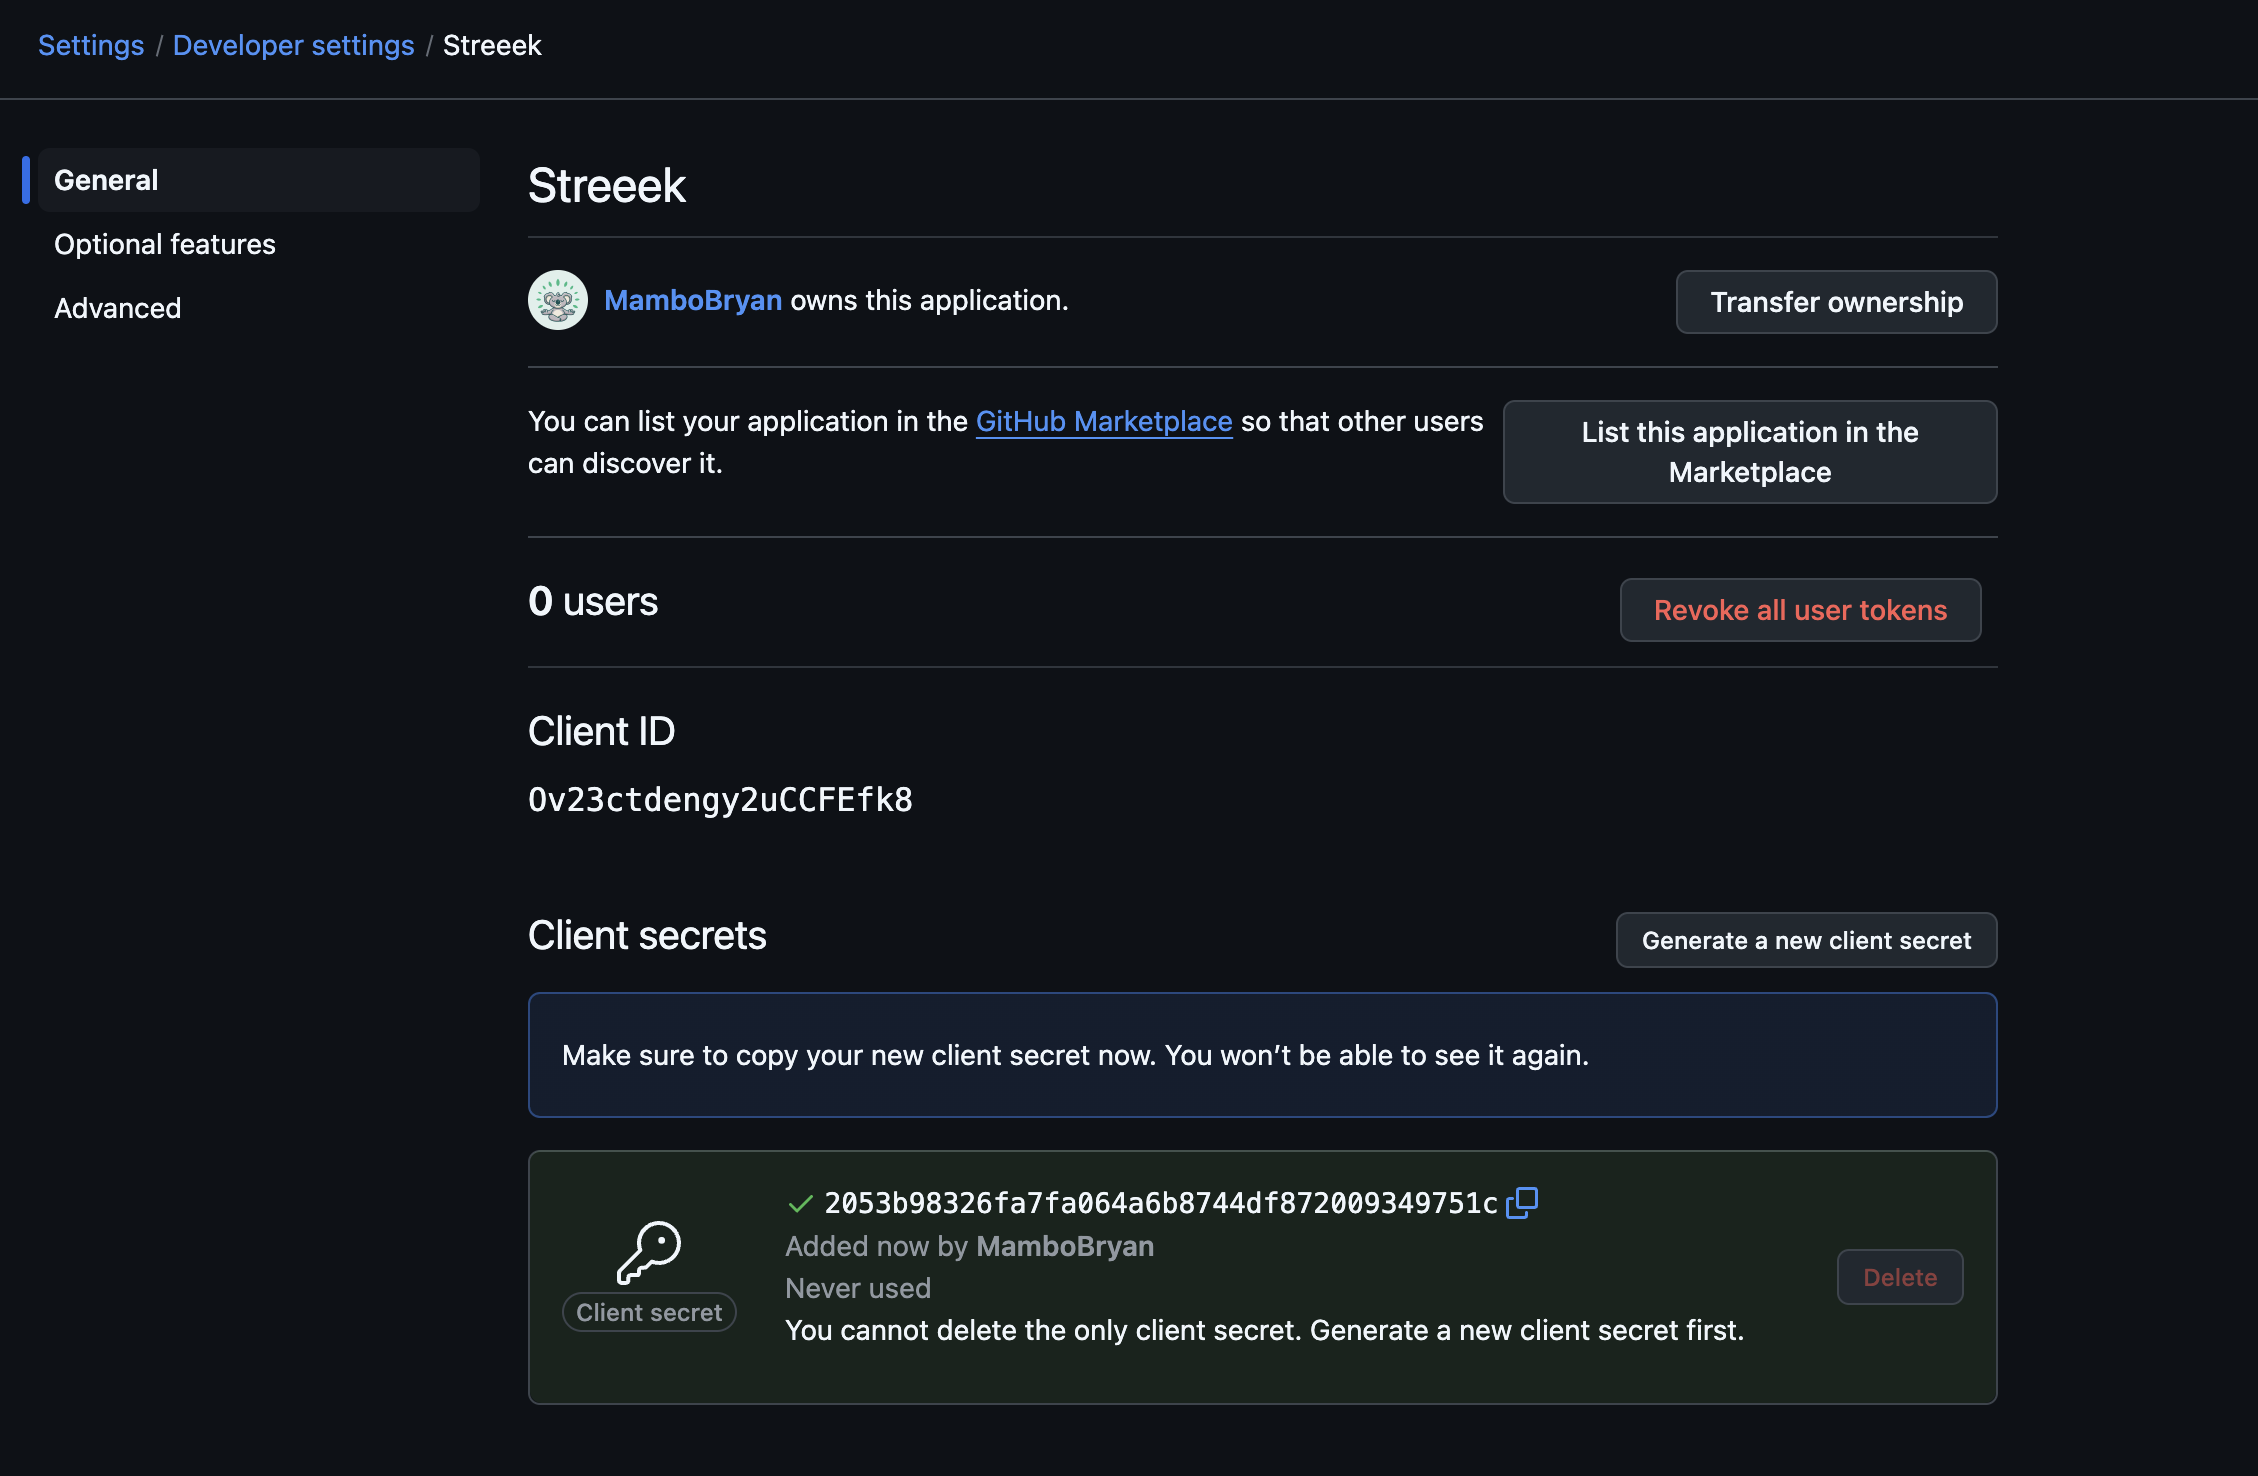 Settings / Developer settings / Streeek
General
Optional features
Advanced
Streeek
MamboBryan owns this application.
Transfer ownership
You can list your application in the GitHub Marketplace so that other users
can discover it.
List this application in the
Marketplace
0 users
Revoke all user tokens
Client ID
Ov23ctdengy2uCCFEfk8
Client secrets
Generate a new client secret
Make sure to copy your new client secret now. You won’t be able to see it again.
2053b98326fa7fa064a6b8744df872009349751c
Added now by MamboBryan
Never used
You cannot delete the only client secret. Generate a new client secret first.
Client secret
Delete